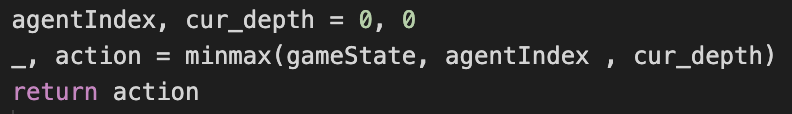 agentIndex, cur_depth = 0, 0
_, action = minmax(gameState, agentIndex , cur_depth)
return action